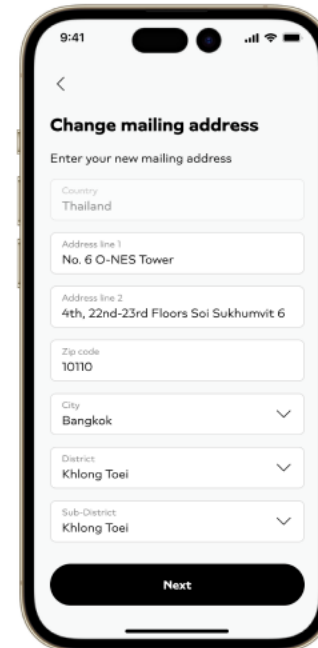 9:41
Change mailing address
Enter your new mailing address
Country
Thailand
Address line 1
No. 6 O-NES Tower
Address line 2
4th, 22nd-23rd Floors Soi Sukhumvit 6
Zip code
10110
City
Bangkok
District
Khlong Toei
Sub-District
Khlong Toei
Next